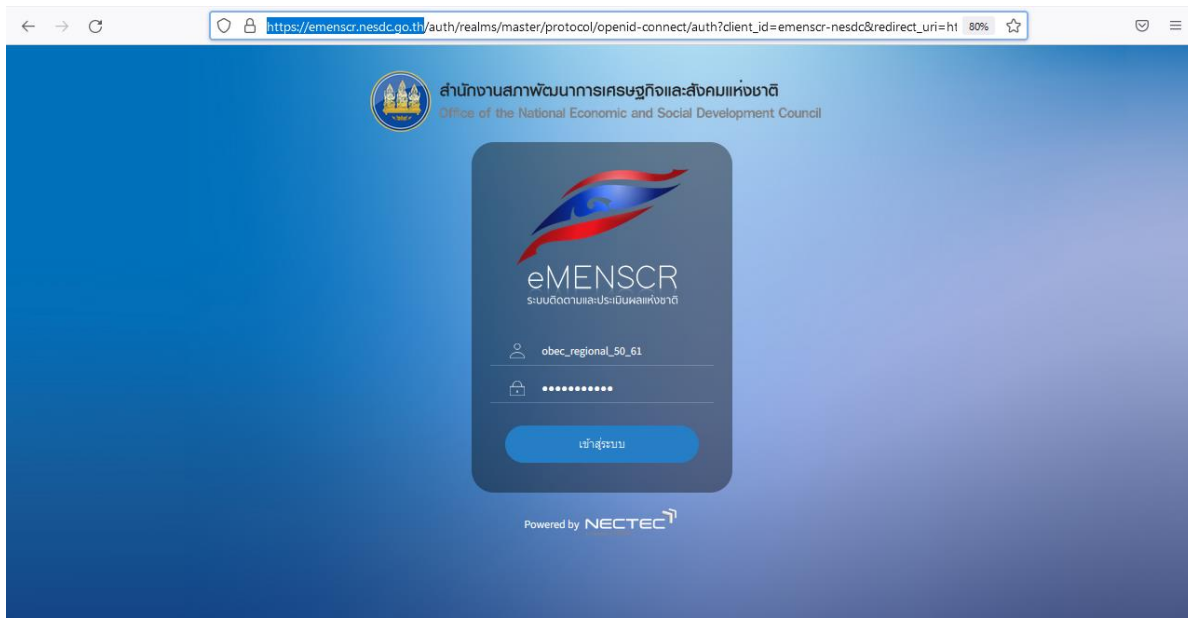 https://emenscr.nesdc.go.th/auth/realms/master/protocol/openid-connect/auth?client_id=emenscr-nesdc&redirect_uri=ht 80%
สำนักงานสภาพัฒนาการเศรษฐกิจและสังคมแห่งชาติ
Office of the National Economic and Social Development Council
eMENSCR
ระบบติดตามและประเมินผลแห่งชาติ
obec_regional_50_61
•••••••••••
เข้าสู่ระบบ
Powered by NECTEC